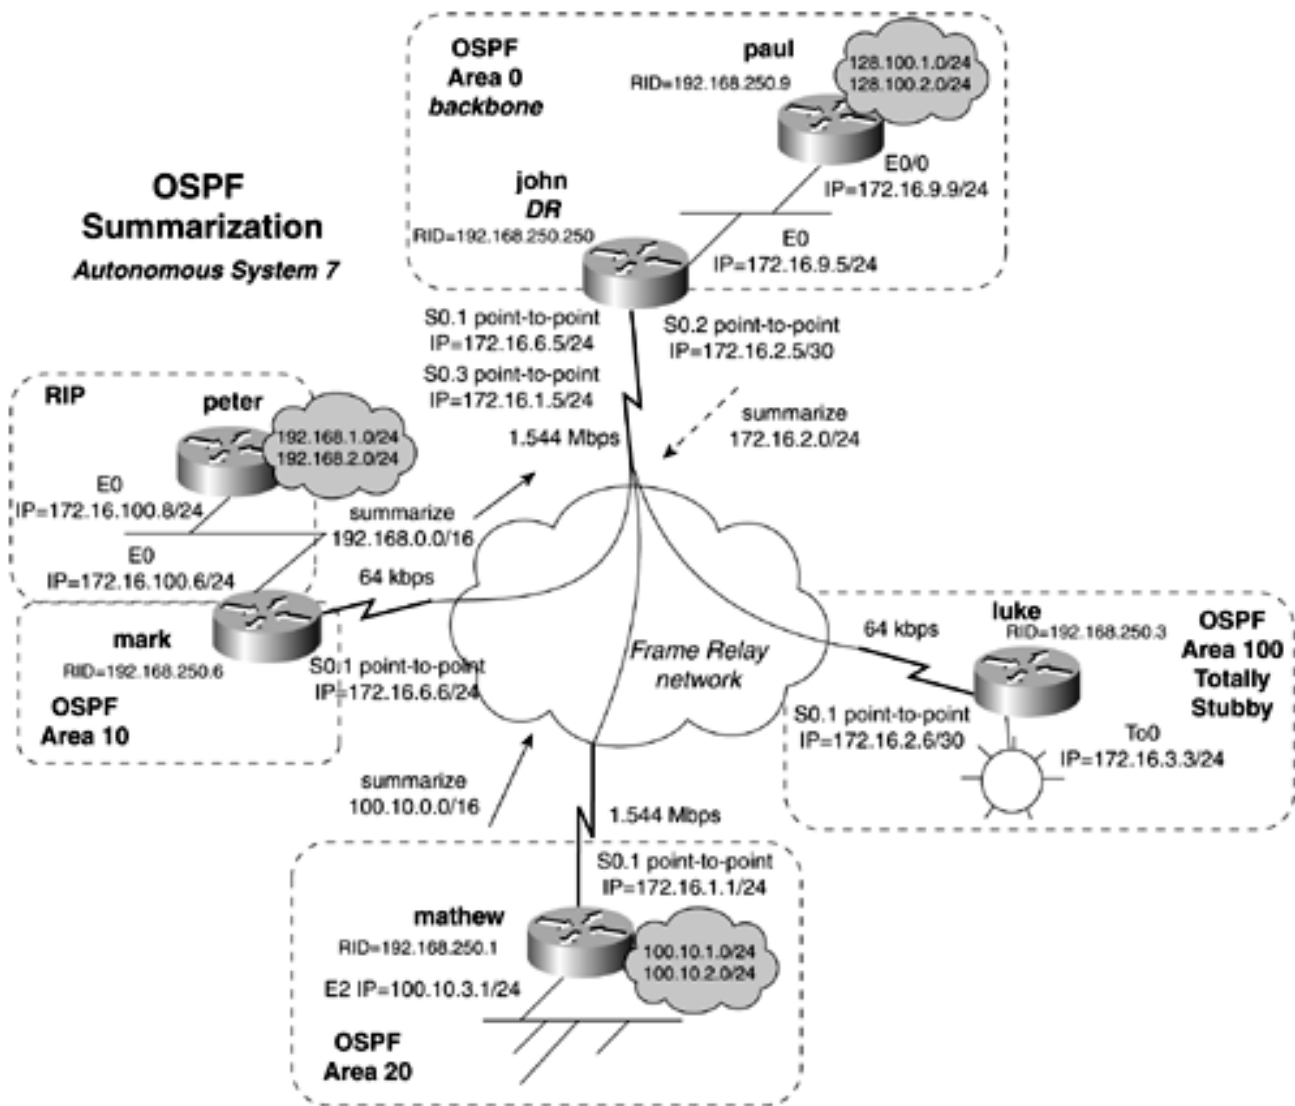 OSPF
Area 0
backbone
paul
RID=192.168.250.9
128.100.1.0/24
128.100.2.0/24
E0/0
IP=172.16.9.9/24
OSPF
Summarization
Autonomous System 7
john
DR
RID=192.168.250.250
E0
IP=172.16.9.5/24
S0.1 point-to-point
IP=172.16.6.5/24
S0.3 point-to-point
IP=172.16.1.5/24
S0.2 point-to-point
IP=172.16.2.5/30
1.544 Mbps
summarize
172.16.2.0/24
RIP
peter
192.168.1.0/24
192.168.2.0/24
E0
IP=172.16.100.8/24
summarize
192.168.0.0/16
E0
IP=172.16.100.6/24
64 kbps
mark
RID=192.168.250.6
S0.1 point-to-point
IP=172.16.6.6/24
OSPF
Area 10
Frame Relay
network
64 kbps
luke
RID=192.168.250.3
OSPF
Area 100
Totally
Stubby
S0.1 point-to-point
IP=172.16.2.6/30
To0
IP=172.16.3.3/24
summarize
100.10.0.0/16
1.544 Mbps
S0.1 point-to-point
IP=172.16.1.1/24
mathew
RID=192.168.250.1
100.10.1.0/24
100.10.2.0/24
E2 IP=100.10.3.1/24
OSPF
Area 20